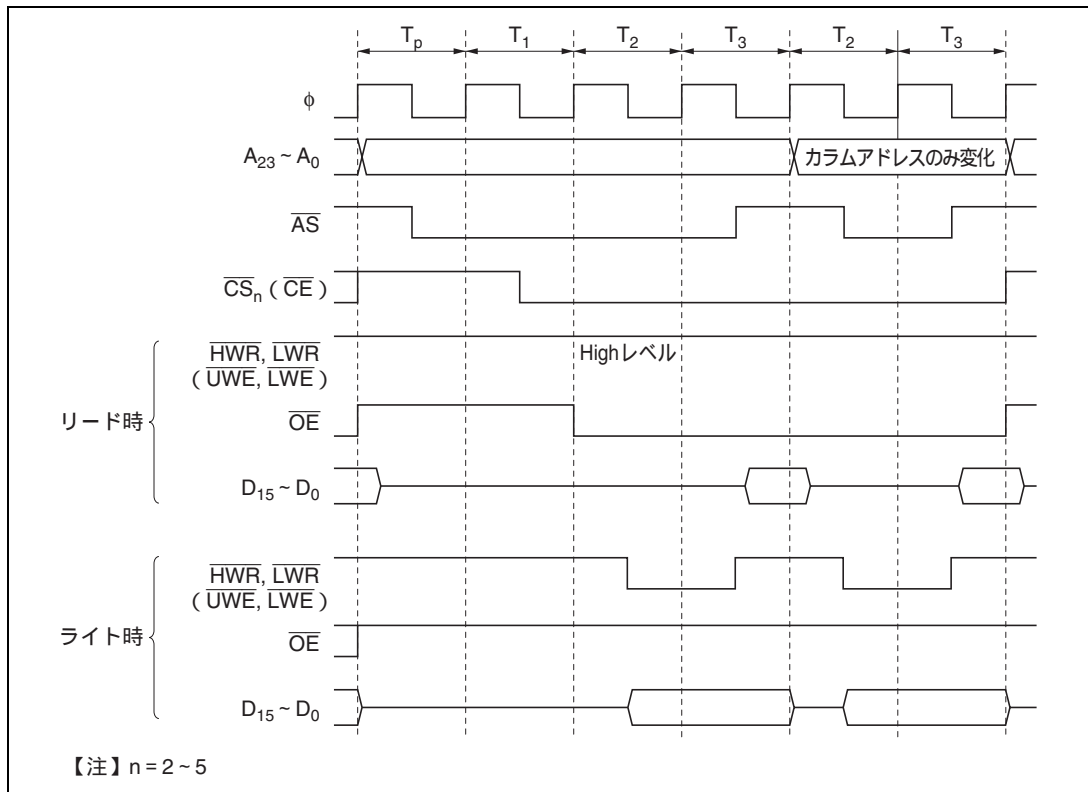 Tp T1 T2 T3 T2 T3
φ
A23~A0 カラムアドレスのみ変化
AS
CSn (CE)
HWR, LWR Highレベル
(UWE, LWE)
リード時
OE
D15~D0
HWR, LWR
(UWE, LWE)
ライト時
OE
D15~D0
【注】n = 2 ~ 5